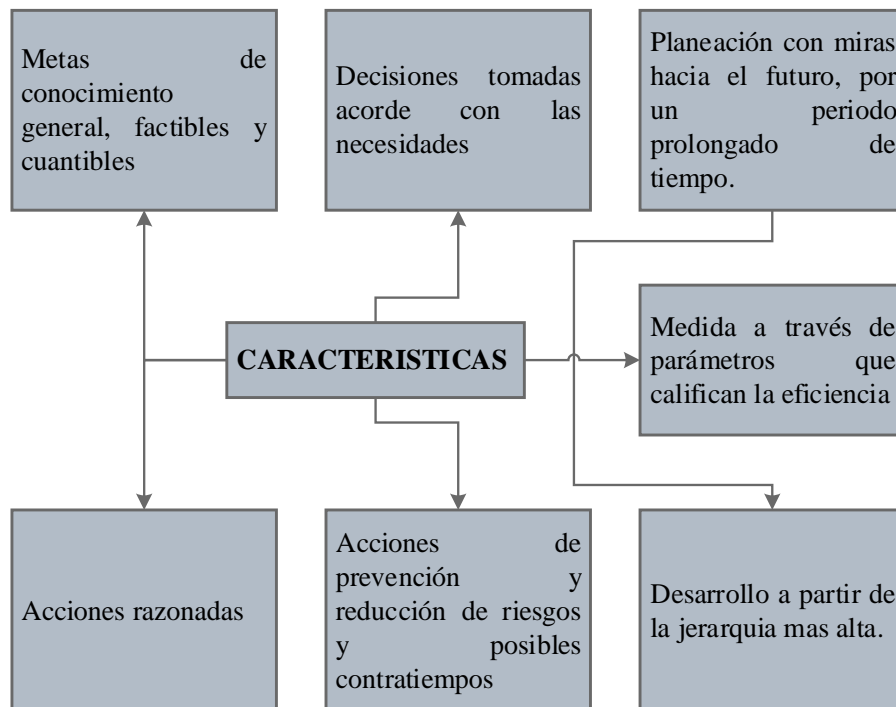 Metas de
conocimiento
general, factibles y
cuantibles
Decisiones tomadas
acorde con las
necesidades
Planeación con miras
hacia el futuro, por
un periodo
prolongado de
tiempo.
CARACTERISTICAS
Medida a través de
parámetros que
califican la eficiencia
Acciones razonadas
Acciones de
prevención y
reducción de riesgos
y posibles
contratiempos
Desarrollo a partir de
la jerarquia mas alta.